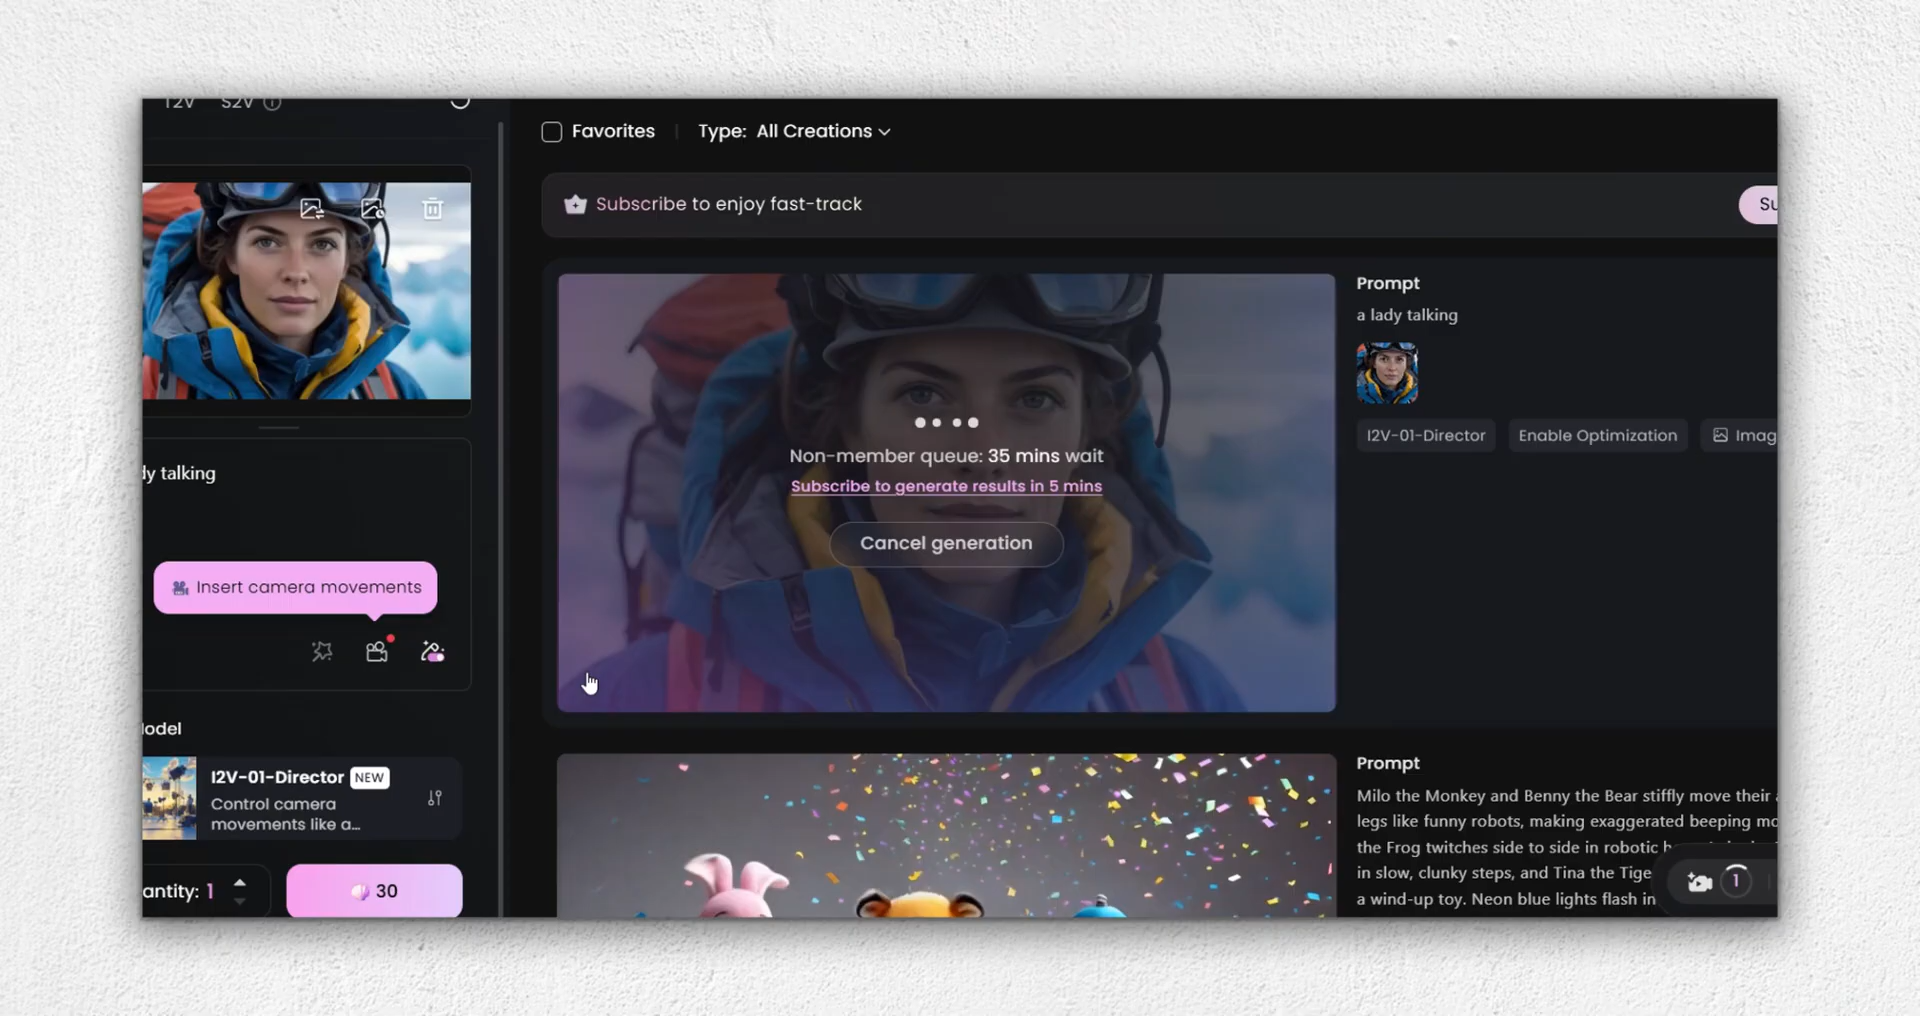 T2V S2V
Favorites Type: All Creations
Subscribe to enjoy fast-track
Su
Prompt
a lady talking
I2V-01-Director Enable Optimization Imag
Non-member queue: 35 mins wait
Subscribe to generate results in 5 mins
Cancel generation
dy talking
Insert camera movements
odel
I2V-01-Director NEW
Control camera
movements like a...
antity: 1
30
Prompt
Milo the Monkey and Benny the Bear stiffly move their
legs like funny robots, making exaggerated beeping mo
the Frog twitches side to side in robotic
in slow, clunky steps, and Tina the Tige
a wind-up toy. Neon blue lights flash in
1